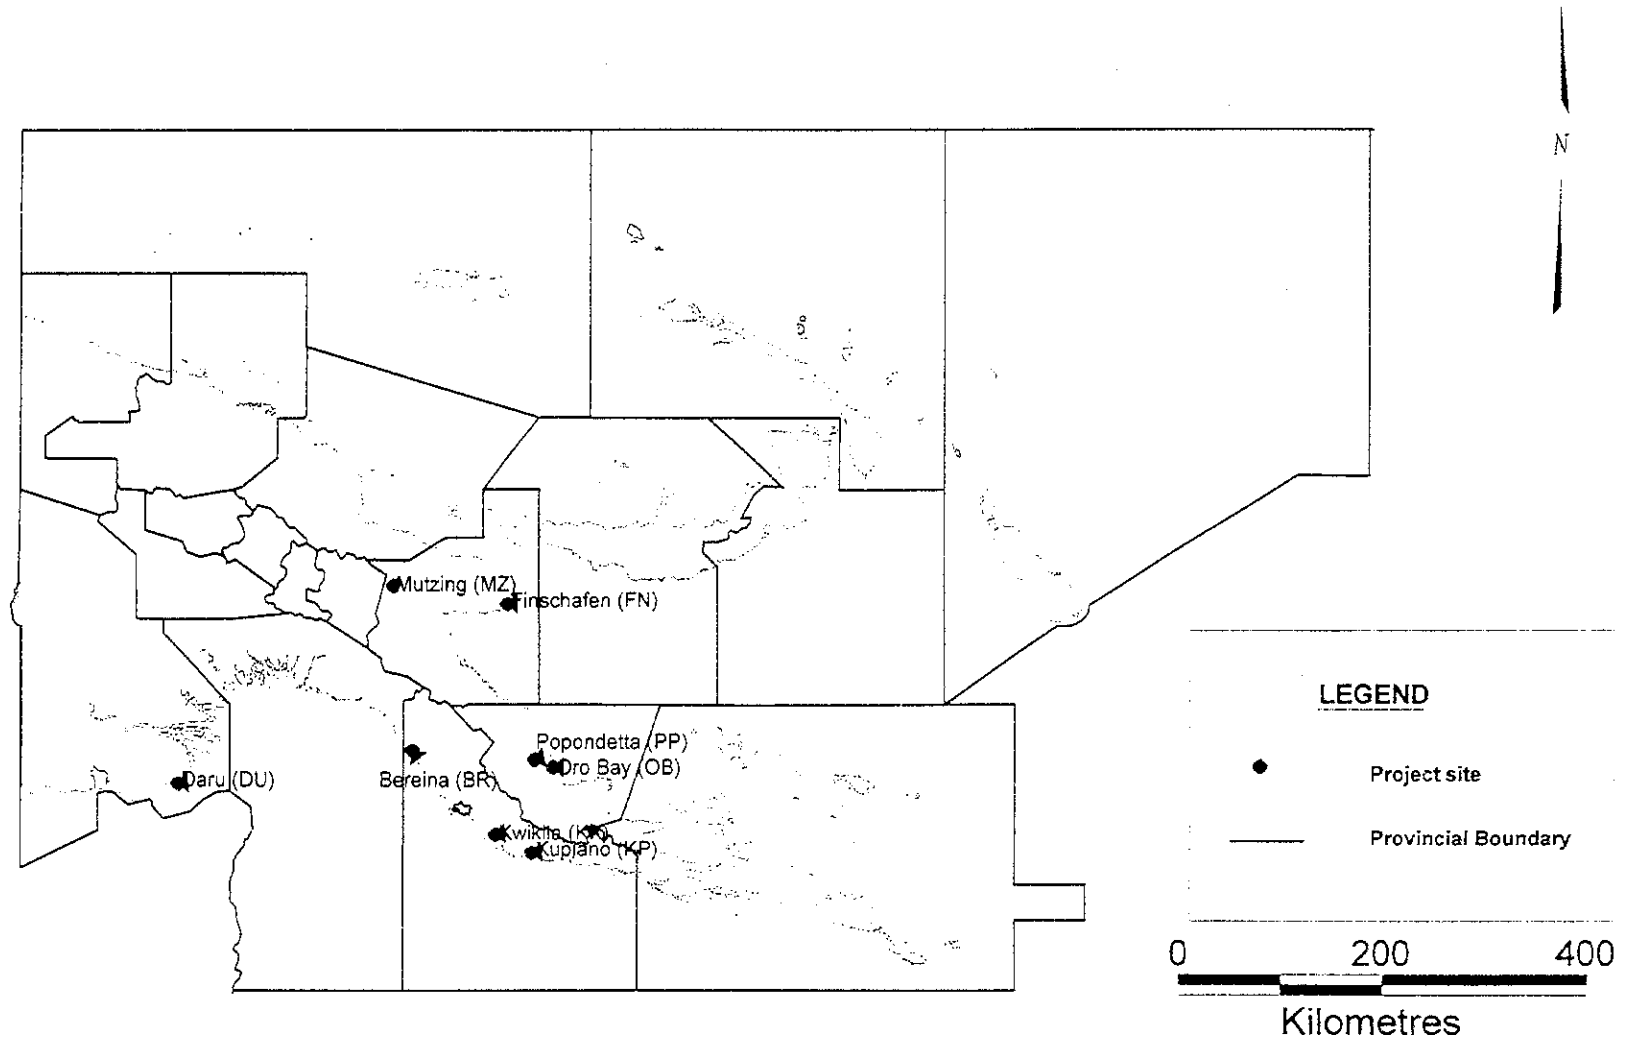 N
Mutzing (MZ)
Finschafen (FN)
Popondetta (PP)
Oro Bay (OB)
Daru (DU)
Bereina (BR)
Kupiano (KP)
LEGEND
Project site
Provincial Boundary
0 200 400
Kilometres